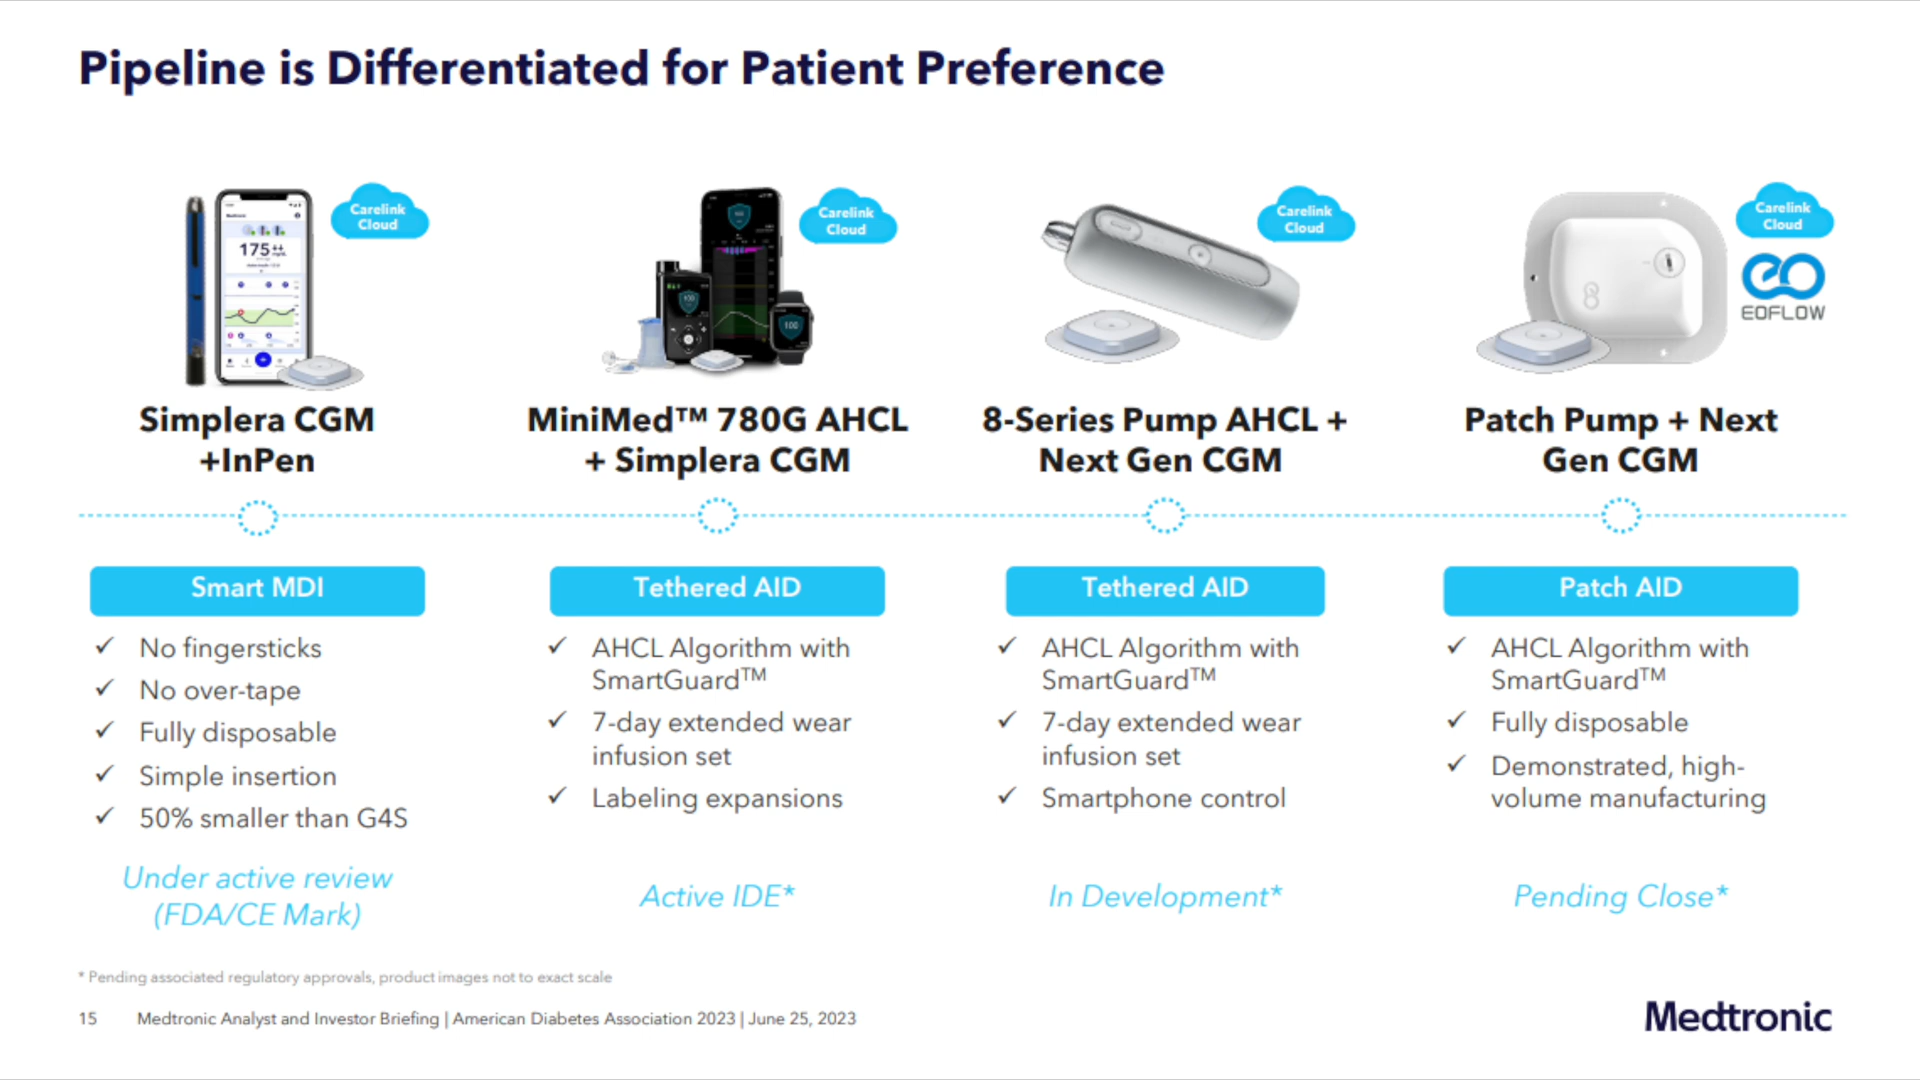 Pipeline is Differentiated for Patient Preference
Carelink
Cloud
175
Simplera CGM
+InPen
Carelink
Cloud
100
100
100
MiniMed™ 780G AHCL
+ Simplera CGM
Carelink
Cloud
8-Series Pump AHCL +
Next Gen CGM
Carelink
Cloud
EOFLOW
Patch Pump + Next
Gen CGM
Smart MDI
✓ No fingersticks
✓ No over-tape
✓ Fully disposable
✓ Simple insertion
✓ 50% smaller than G4S
Under active review
(FDA/CE Mark)
Tethered AID
✓ AHCL Algorithm with
SmartGuard™
✓ 7-day extended wear
infusion set
✓ Labeling expansions
Active IDE*
Tethered AID
✓ AHCL Algorithm with
SmartGuard™
✓ 7-day extended wear
infusion set
✓ Smartphone control
In Development*
Patch AID
✓ AHCL Algorithm with
SmartGuard™
✓ Fully disposable
✓ Demonstrated, high-
volume manufacturing
Pending Close*
* Pending associated regulatory approvals, product images not to exact scale
15 Medtronic Analyst and Investor Briefing | American Diabetes Association 2023 | June 25, 2023
Medtronic